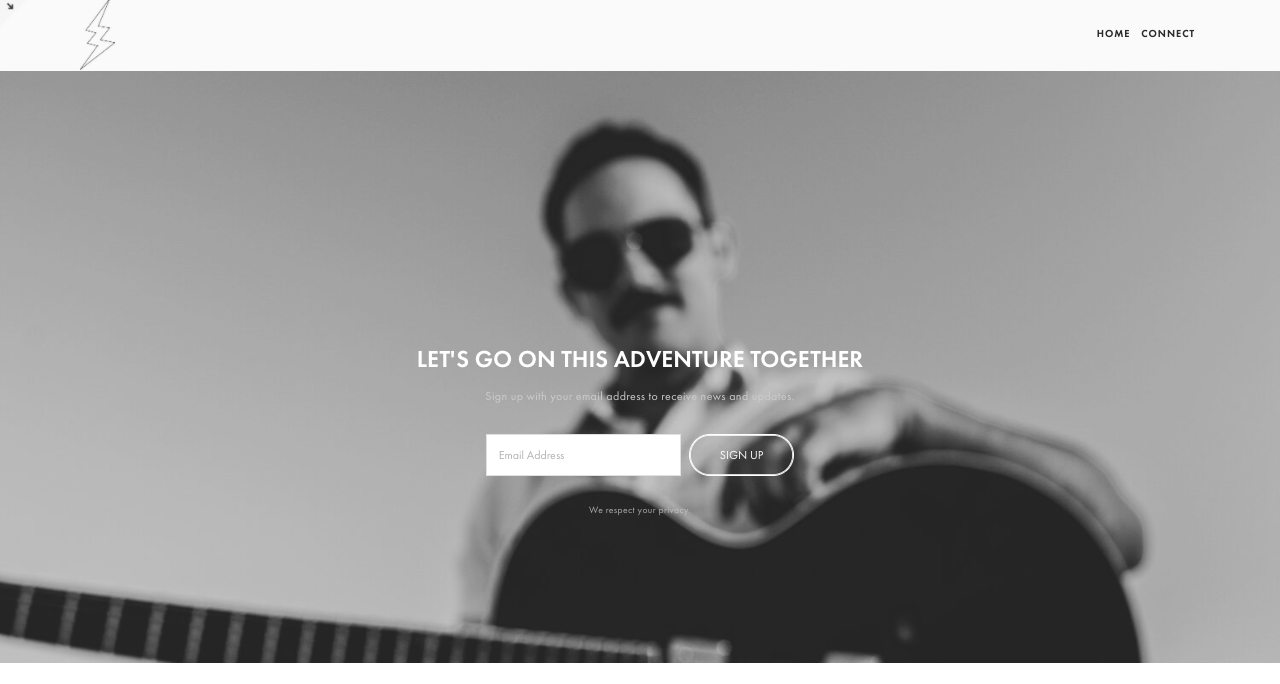 HOME CONNECT
LET'S GO ON THIS ADVENTURE TOGETHER
Sign up with your email address to receive news and updates.
Email Address SIGN UP
We respect your privacy.